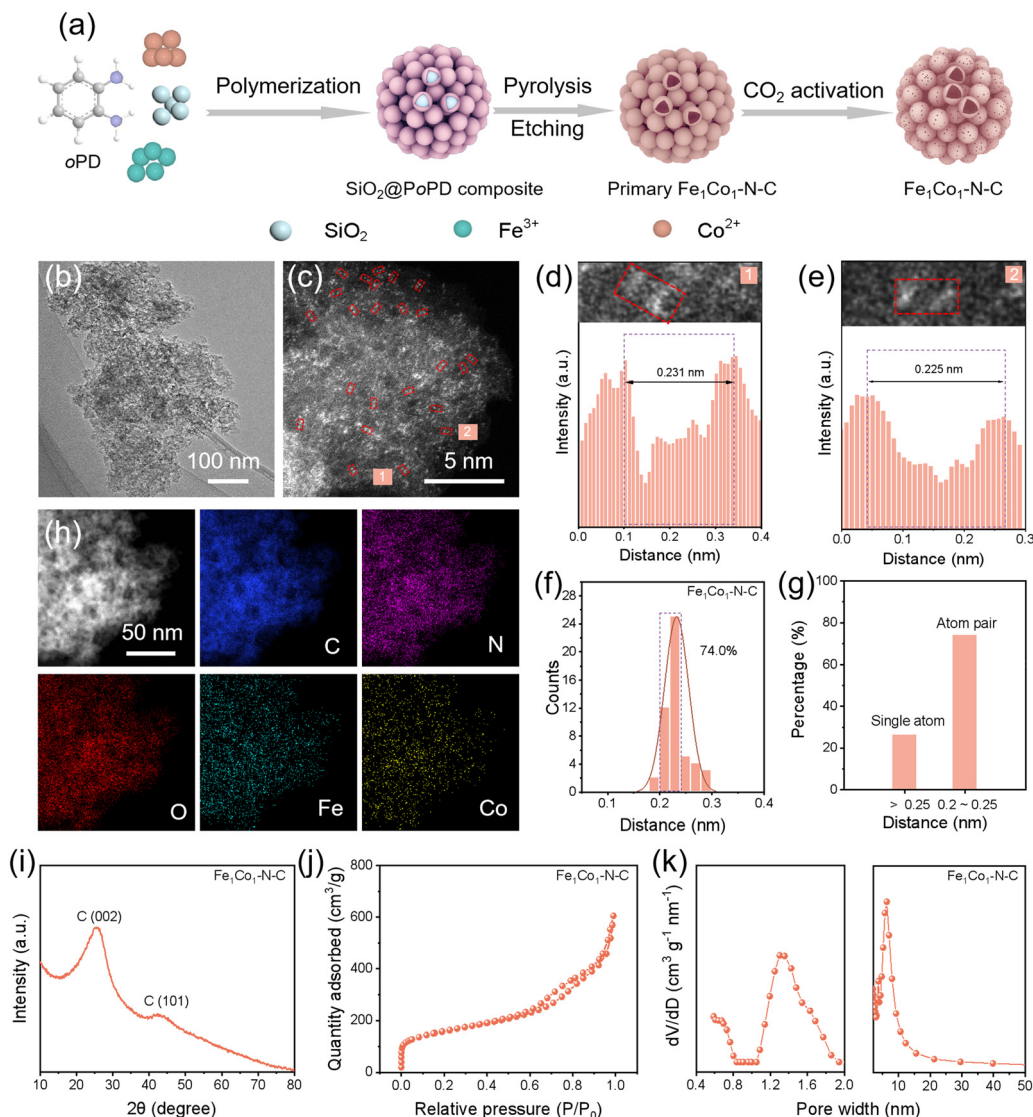 (a)
oPD
Polymerization
SiO₂@PoPD composite
Pyrolysis
Etching
Primary Fe₁Co₁-N-C
CO₂ activation
Fe₁Co₁-N-C
SiO₂
Fe³⁺
Co²⁺
(b)
100 nm
(c)
2
1
5 nm
(d)
1
0.231 nm
Intensity (a.u.)
0.0 0.1 0.2 0.3 0.4
Distance (nm)
(e)
2
0.225 nm
Intensity (a.u.)
0.0 0.1 0.2 0.3
Distance (nm)
(h)
50 nm
C
N
O
Fe
Co
(f)
Fe₁Co₁-N-C
74.0%
Counts
28
24
20
16
12
8
4
0
0.1 0.2 0.3 0.4
Distance (nm)
(g)
Percentage (%)
100
80
60
40
20
0
Atom pair
Single atom
> 0.25 0.2 ~ 0.25
Distance (nm)
(i)
Fe₁Co₁-N-C
C (002)
C (101)
Intensity (a.u.)
10 20 30 40 50 60 70 80
2θ (degree)
(j)
Fe₁Co₁-N-C
Quantity adsorbed (cm³/g)
800
600
400
200
0
0.0 0.2 0.4 0.6 0.8 1.0
Relative pressure (P/P₀)
(k)
Fe₁Co₁-N-C
dV/dD (cm³ g⁻¹ nm⁻¹)
0.4 0.8 1.2 1.6 2.0
10 20 30 40 50
Pore width (nm)